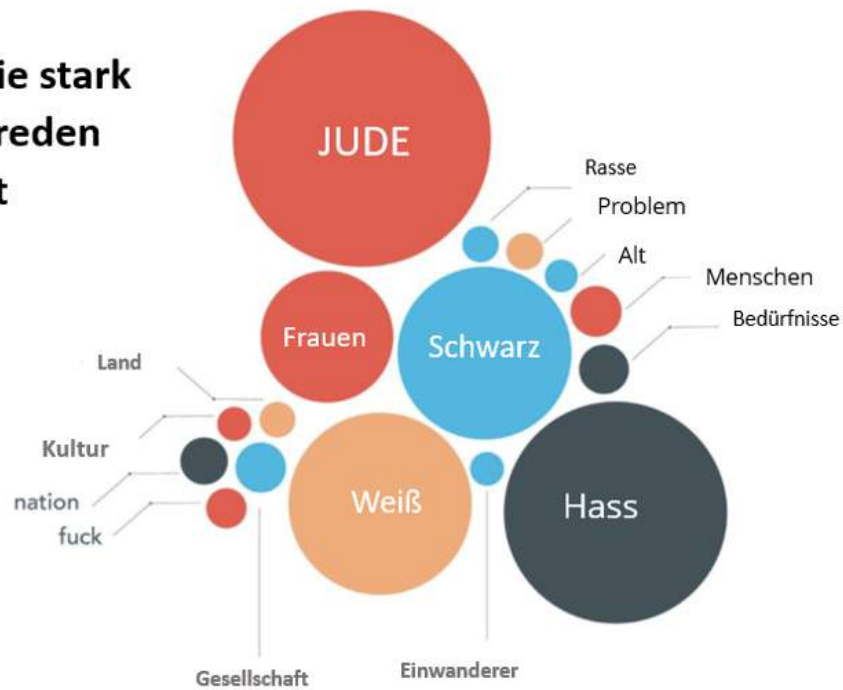 ie stark
reden
t
JUDE
Rasse
Problem
Alt
Menschen
Bedürfnisse
Frauen
Schwarz
Land
Kultur
nation
fuck
Weiß
Hass
Gesellschaft
Einwanderer